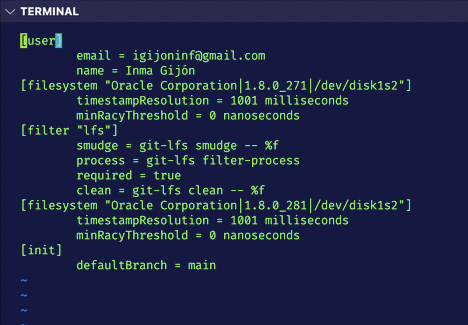 TERMINAL
[user]
email = igijoninf@gmail.com
name = Inma Gijón
[filesystem "Oracle Corporation|1.8.0_271|/dev/disk1s2"]
timestampResolution = 1001 milliseconds
minRacyThreshold = 0 nanoseconds
[filter "lfs"]
smudge = git-lfs smudge -- %f
process = git-lfs filter-process
required = true
clean = git-lfs clean -- %f
[filesystem "Oracle Corporation|1.8.0_281|/dev/disk1s2"]
timestampResolution = 1001 milliseconds
minRacyThreshold = 0 nanoseconds
[init]
defaultBranch = main
~
~
~
~